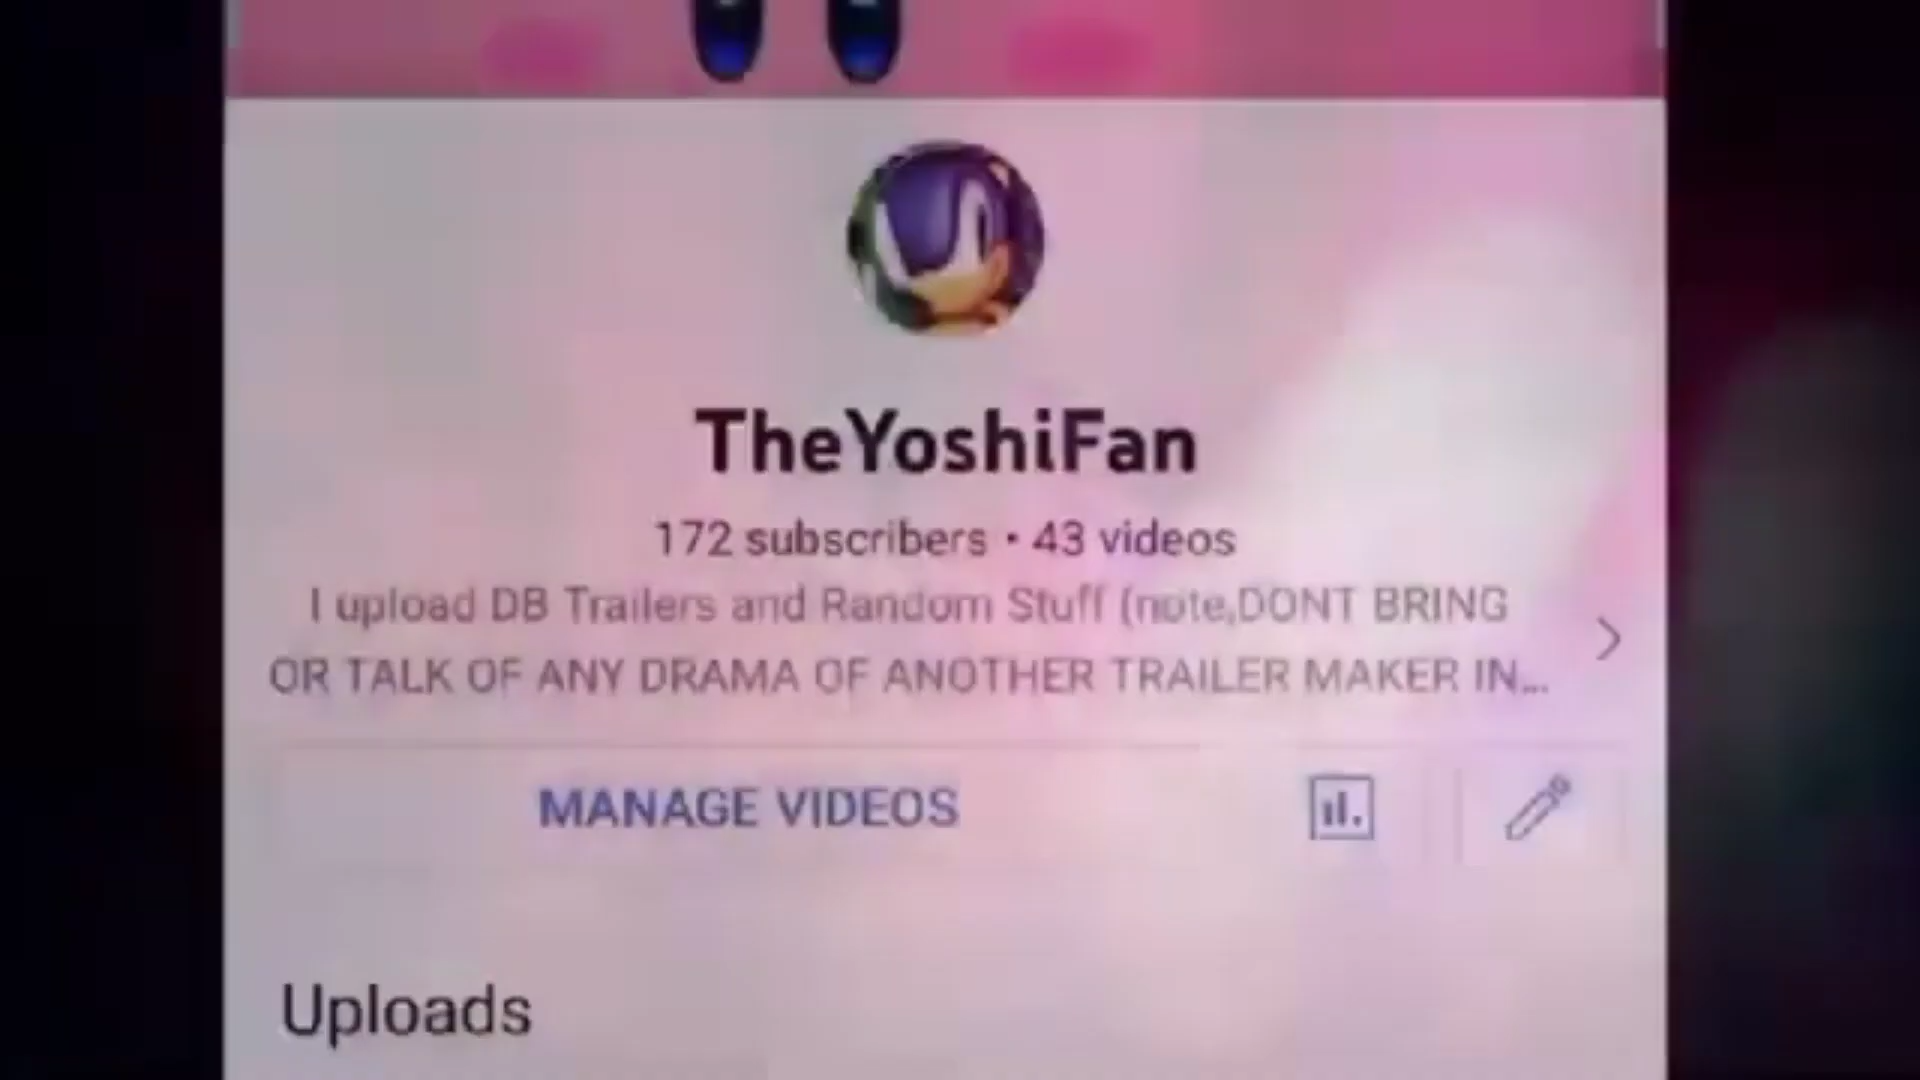 TheYoshiFan
172 subscribers • 43 videos
I upload DB Trailers and Random Stuff (note,DONT BRING
OR TALK OF ANY DRAMA OF ANOTHER TRAILER MAKER IN...
MANAGE VIDEOS
Uploads